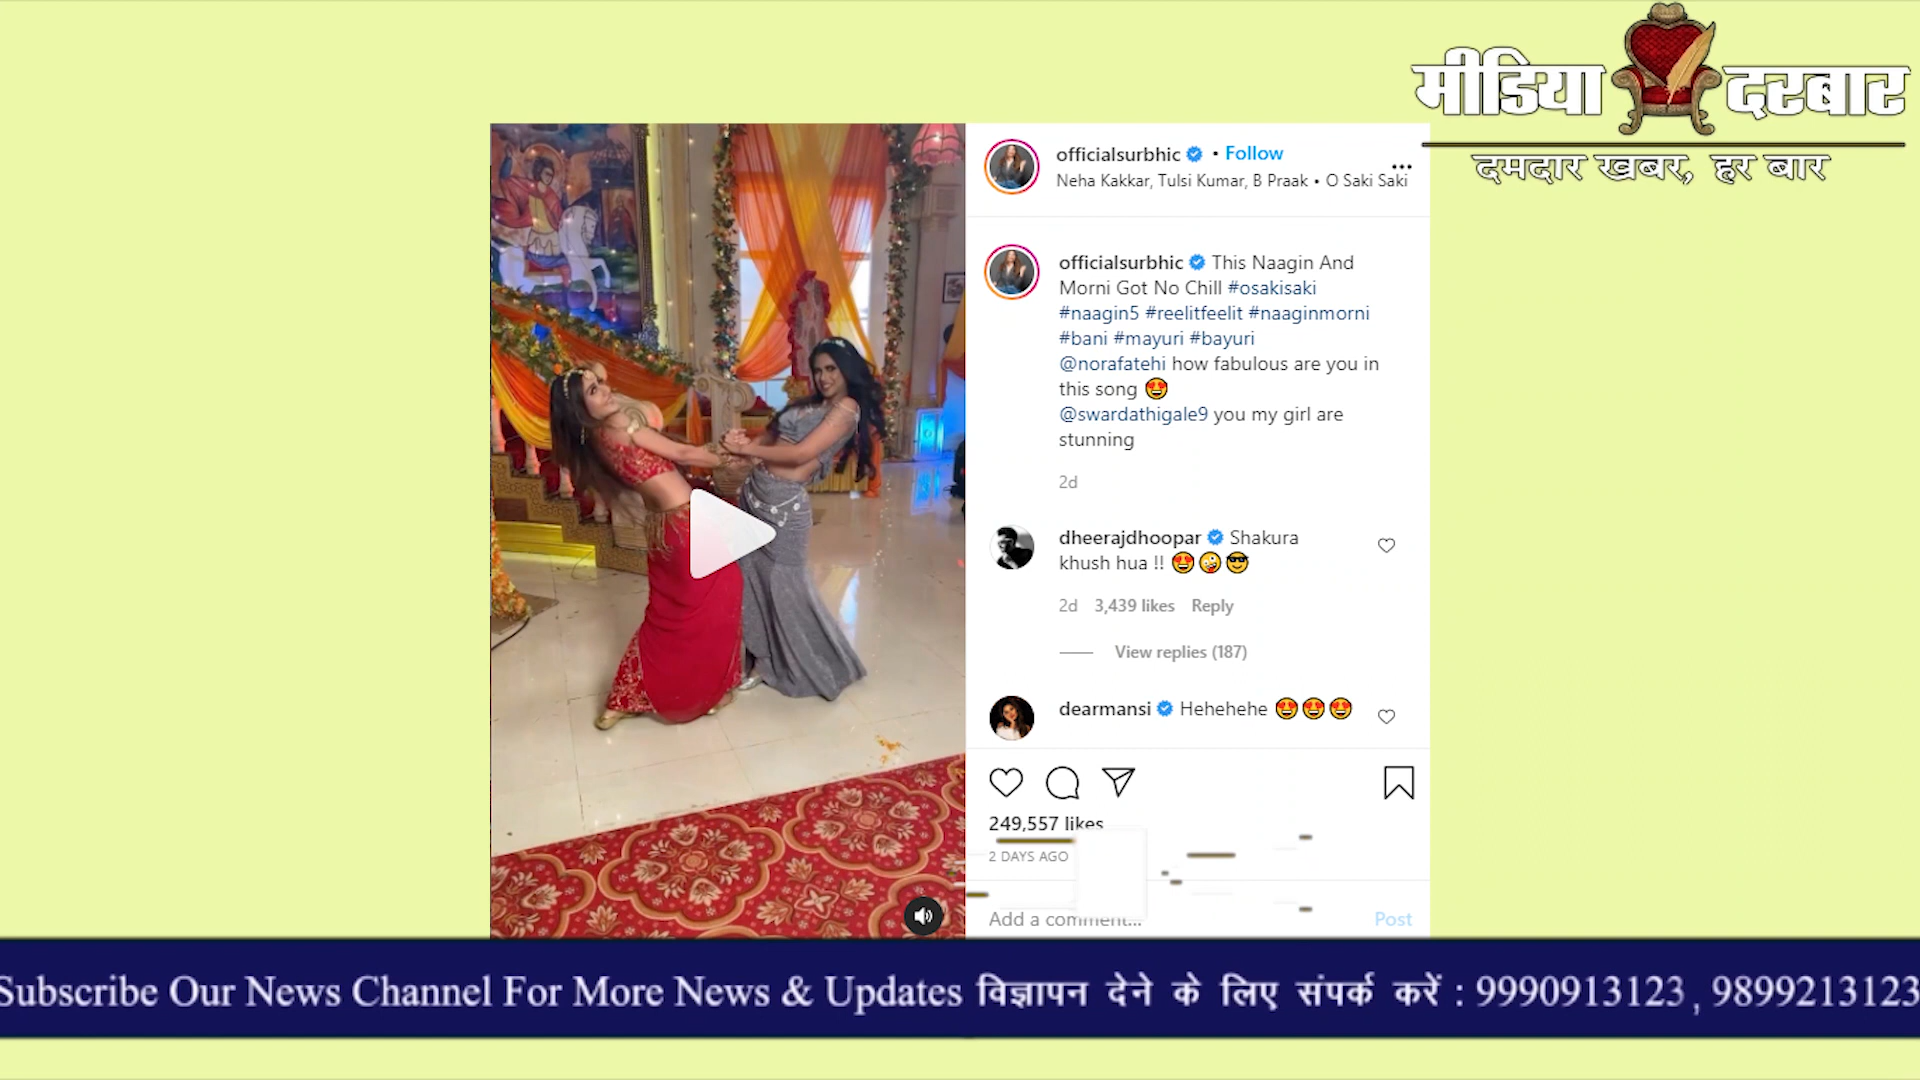 मीडिया दरबार
दमदार खबर, हर बार
officialsurbhic • Follow
Neha Kakkar, Tulsi Kumar, B Praak • O Saki Saki
officialsurbhic This Naagin And
Morni Got No Chill #osakisaki
#naagin5 #reelitfeelit #naaginmorni
#bani #mayuri #bayuri
@norafatehi how fabulous are you in
this song 😍
@swardathigale9 you my girl are
stunning
2d
dheerajdhoopar Shakura
khush hua !! 😍🤪😎
2d 3,439 likes Reply
View replies (187)
dearmansi Hehehehe 😍😍😍
249,557 likes
2 DAYS AGO
Add a comment... Post
Subscribe Our News Channel For More News & Updates विज्ञापन देने के लिए संपर्क करें : 9990913123 , 9899213123